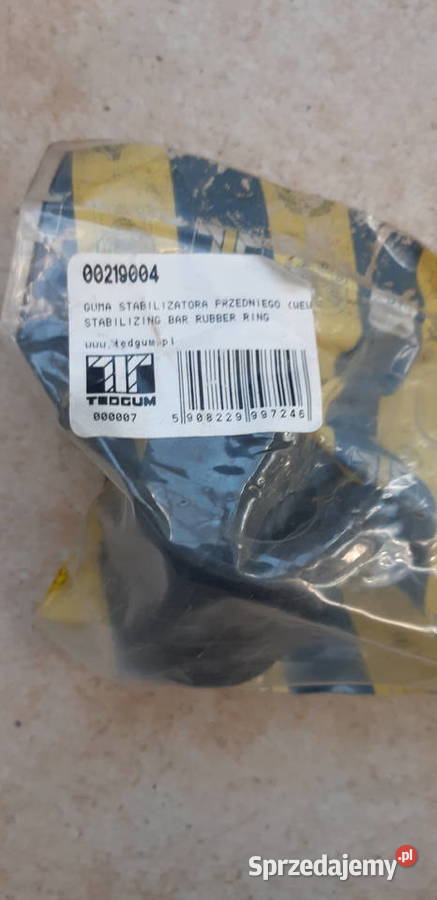 00219004
GUMA STABILIZATORA PRZEDNIEGO (WEW
STABILIZING BAR RUBBER RING
www.tedgum.pl
TEDGUM
000007
5 908229 997246
Sprzedajemy.pl